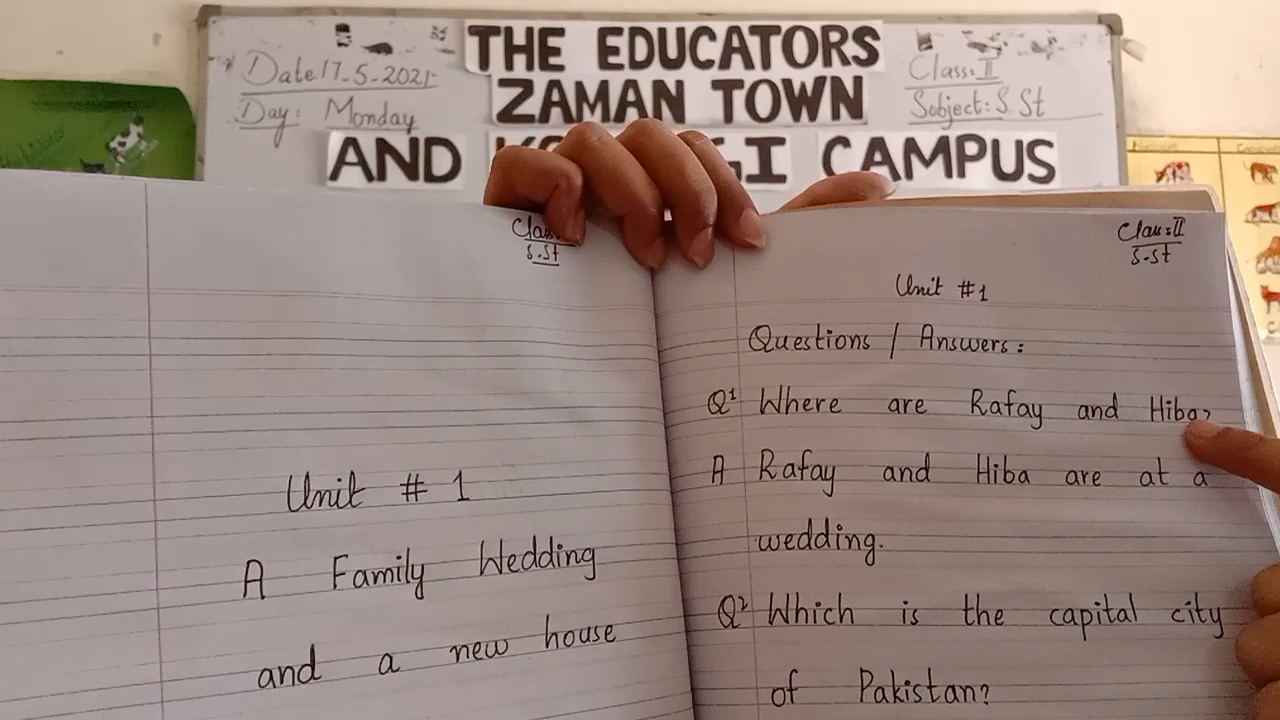 THE EDUCATORS
ZAMAN TOWN
AND CAMPUS
Date:17-5-2021
Day: Monday
Class: II
Subject: S.St
S.St
Unit # 1
A Family Wedding
and a new house
Class: II
S.St
Unit #1
Questions / Answers:
Q1 Where are Rafay and Hiba?
A Rafay and Hiba are at a
wedding.
Q2 Which is the capital city
of Pakistan?